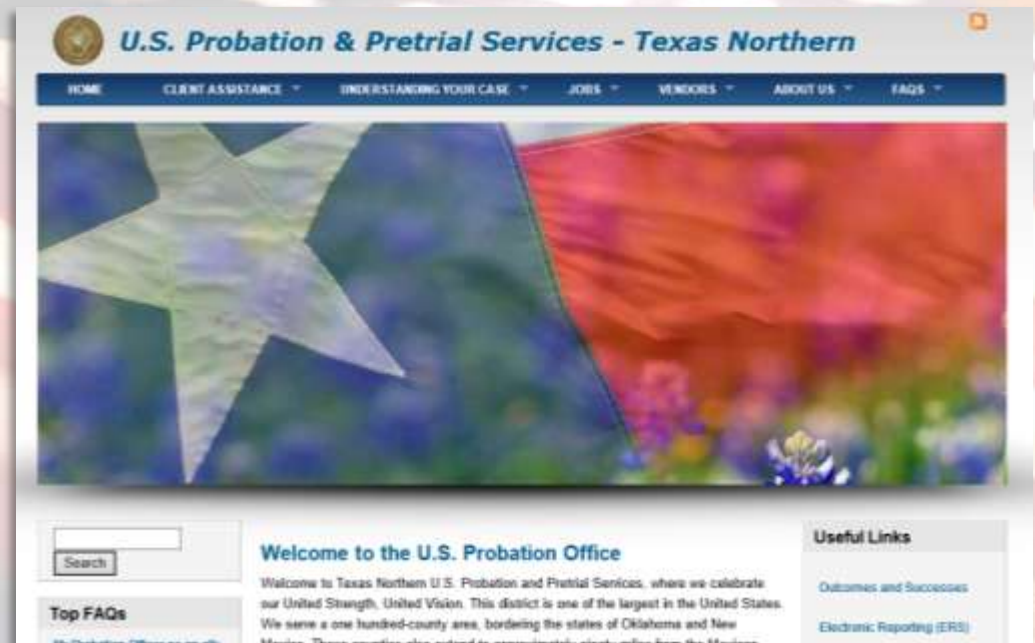 U.S. Probation & Pretrial Services - Texas Northern
HOME CLIENT ASSISTANCE UNDERSTANDING YOUR CASE JOBS VENDORS ABOUT US FAQS
Search
Top FAQs
Welcome to the U.S. Probation Office
Welcome to Texas Northern U.S. Probation and Pretrial Services, where we celebrate
our United Strength, United Vision. This district is one of the largest in the United States.
We serve a one hundred-county area, bordering the states of Oklahoma and New
Useful Links
Outcomes and Successes
Electronic Reporting (ERS)